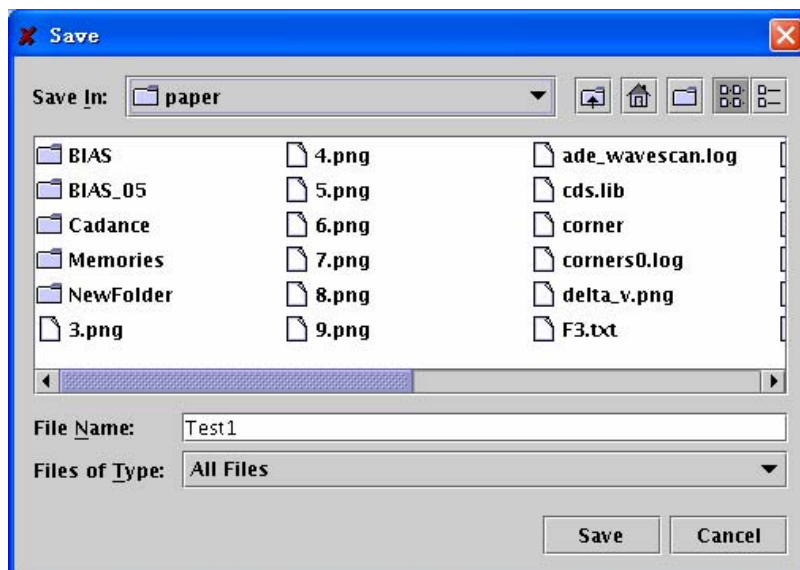 Save
Save In: paper
BIAS 4.png ade_wavescan.log
BIAS_05 5.png cds.lib
Cadance 6.png corner
Memories 7.png corners0.log
NewFolder 8.png delta_v.png
3.png 9.png F3.txt
File Name: Test1
Files of Type: All Files
Save Cancel